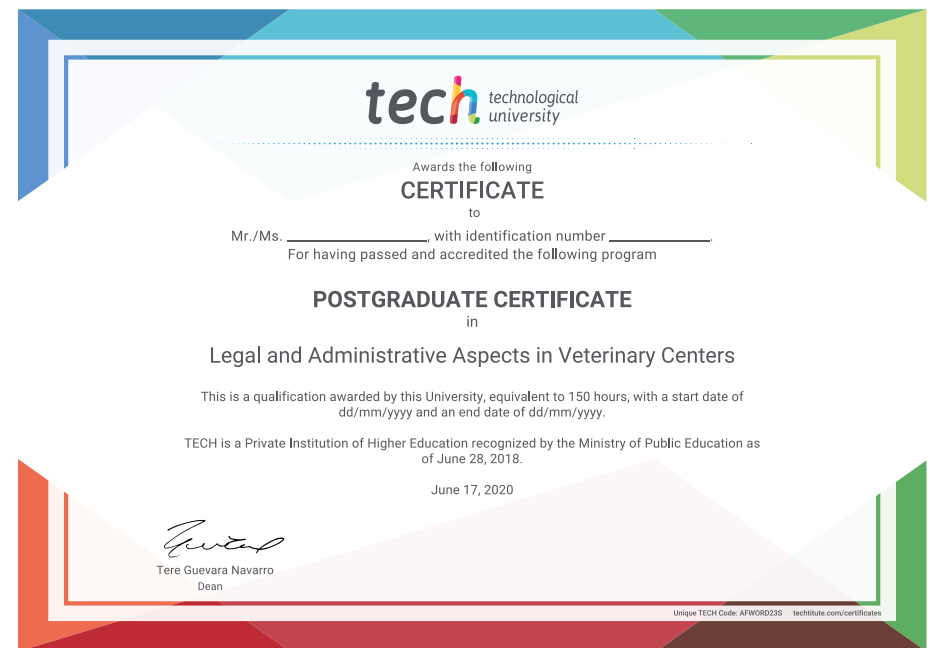 tech technological
university
Awards the following
CERTIFICATE
to
Mr./Ms. ____________________, with identification number ______________.
For having passed and accredited the following program
POSTGRADUATE CERTIFICATE
in
Legal and Administrative Aspects in Veterinary Centers
This is a qualification awarded by this University, equivalent to 150 hours, with a start date of
dd/mm/yyyy and an end date of dd/mm/yyyy.
TECH is a Private Institution of Higher Education recognized by the Ministry of Public Education as
of June 28, 2018.
June 17, 2020
Tere Guevara Navarro
Dean
Unique TECH Code: AFWORD23S techtitute.com/certificates